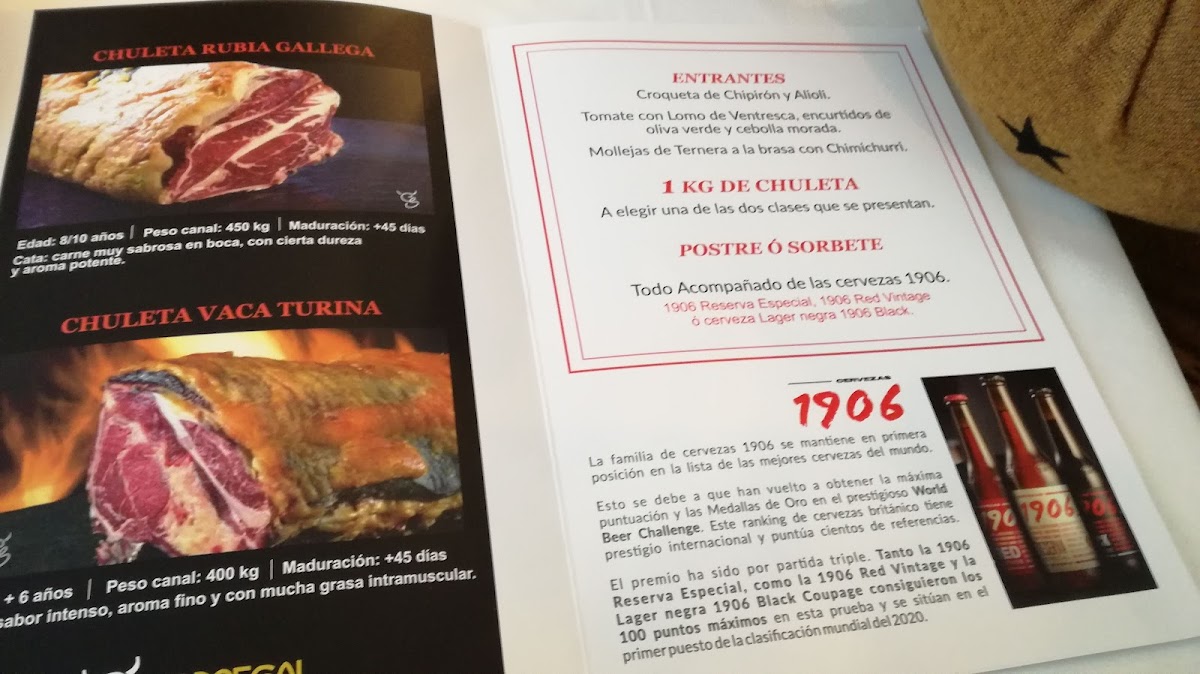 CHULETA RUBIA GALLEGA
Edad: 8/10 años | Peso canal: 450 kg | Maduración: +45 días
Cata: carne muy sabrosa en boca, con cierta dureza
y aroma potente.
CHULETA VACA TURINA
+ 6 años | Peso canal: 400 kg | Maduración: +45 días
sabor intenso, aroma fino y con mucha grasa intramuscular.
ENTRANTES
Croqueta de Chipirón y Alioli.
Tomate con Lomo de Ventresca, encurtidos de
oliva verde y cebolla morada.
Mollejas de Ternera a la brasa con Chimichurri.
1 KG DE CHULETA
A elegir una de las dos clases que se presentan.
POSTRE Ó SORBETE
Todo Acompañado de las cervezas 1906.
1906 Reserva Especial, 1906 Red Vintage
ó cerveza Lager negra 1906 Black.
CERVEZAS
1906
La familia de cervezas 1906 se mantiene en primera
posición en la lista de las mejores cervezas del mundo.
Esto se debe a que han vuelto a obtener la máxima
puntuación y las Medallas de Oro en el prestigioso World
Beer Challenge. Este ranking de cervezas británico tiene
prestigio internacional y puntúa cientos de referencias.
El premio ha sido por partida triple. Tanto la 1906
Reserva Especial, como la 1906 Red Vintage y la
Lager negra 1906 Black Coupage consiguieron los
100 puntos máximos en esta prueba y se sitúan en el
primer puesto de la clasificación mundial del 2020.
1906